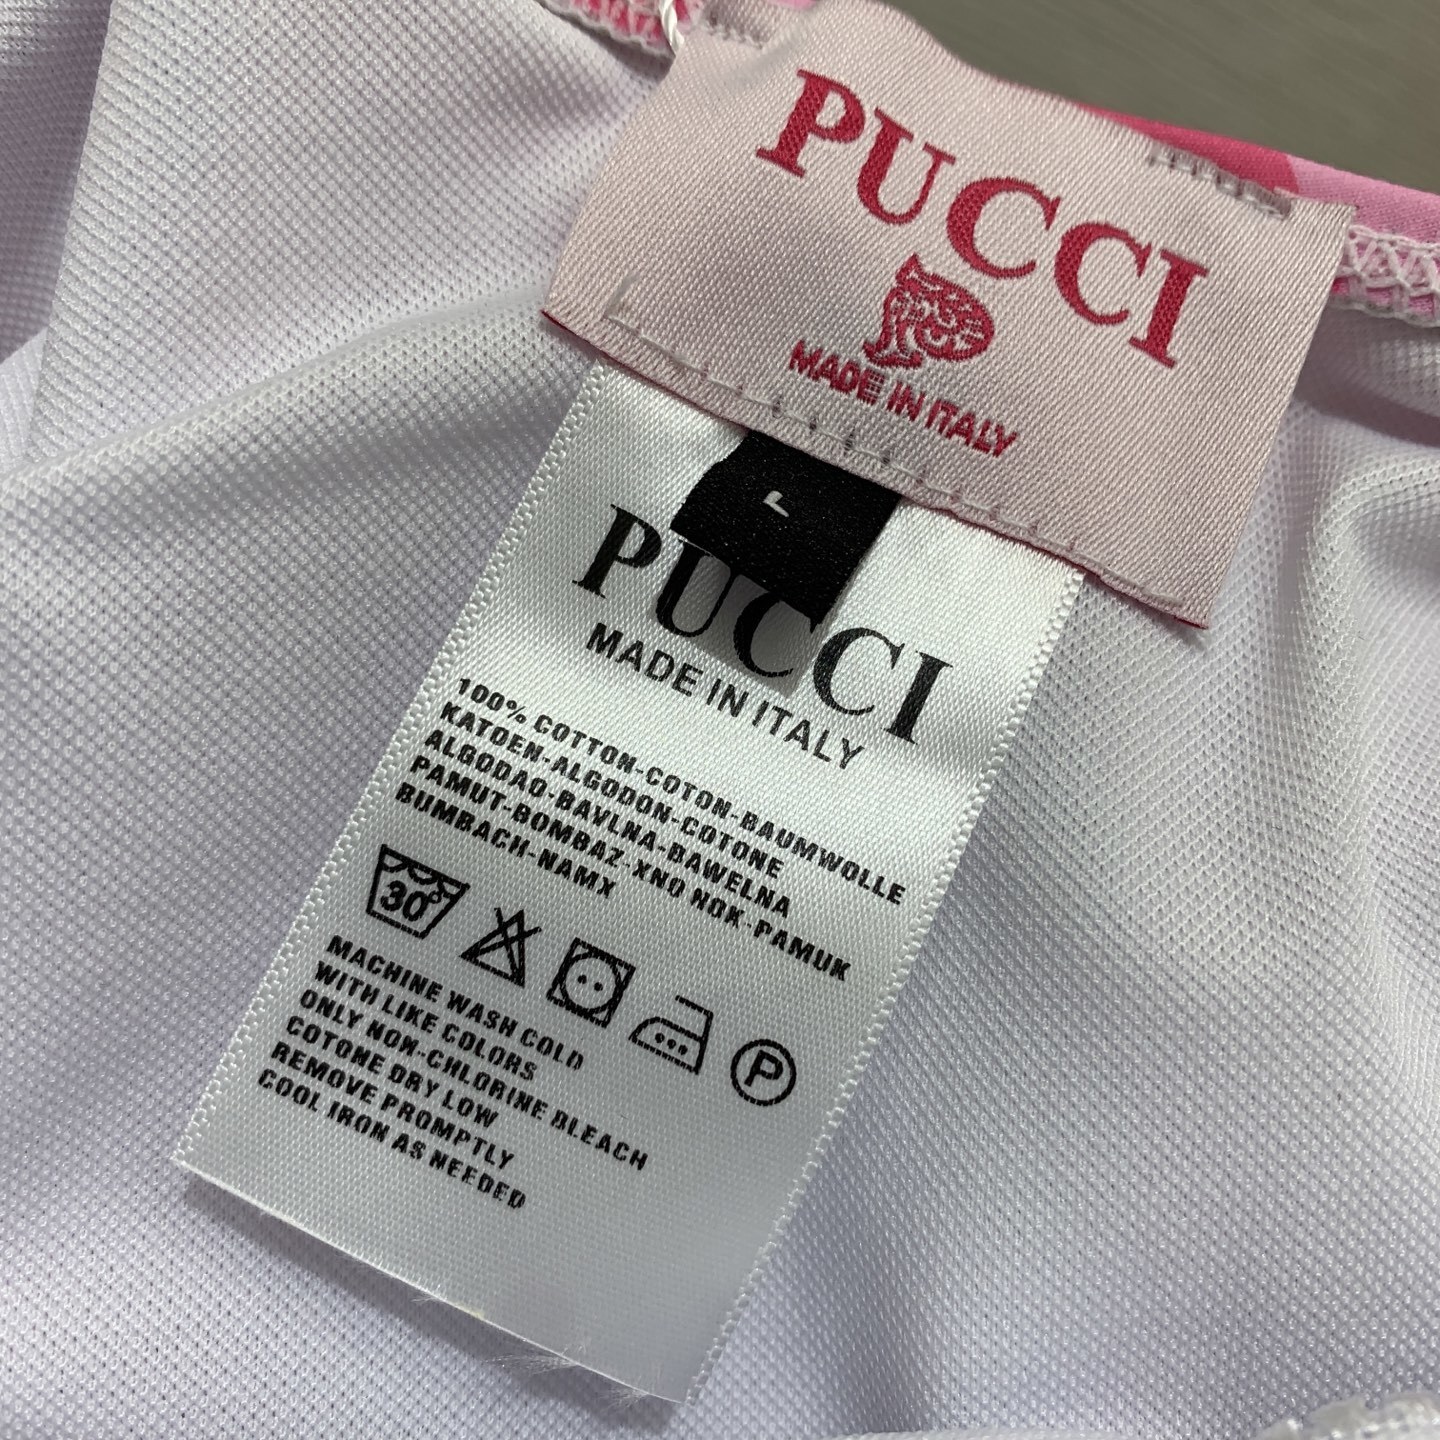 PUCCI
MADE IN ITALY
PUCCI
MADE IN ITALY
100% COTTON-COTON-BAUMWOLLE
KATOEN-ALGODON-COTONE
ALGODAO-BAVLNA-BAWELNA
PAMUT-BOMBAZ-XNO NOK-PAMUK
BUMBACH-NAMX
30°
P
MACHINE WASH COLD
WITH LIKE COLORS
ONLY NON-CHLORINE BLEACH
COTONE DRY LOW
REMOVE PROMPTLY
COOL IRON AS NEEDED